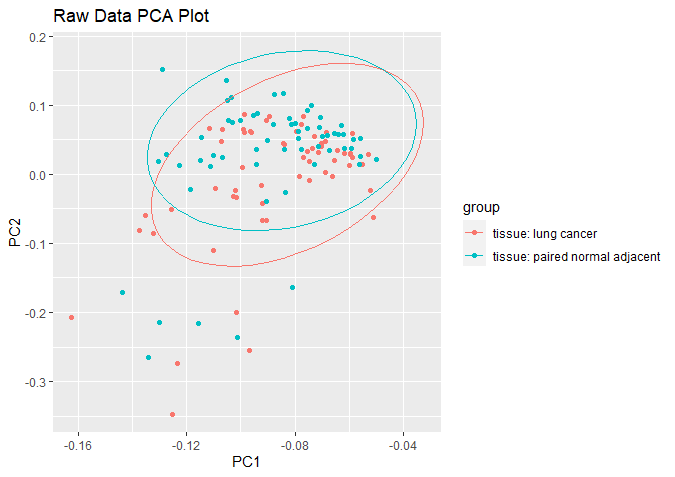 Raw Data PCA Plot
0.2
0.1
0.0
-0.1
-0.2
-0.3
PC2
-0.16
-0.12
-0.08
-0.04
PC1
group
tissue: lung cancer
tissue: paired normal adjacent